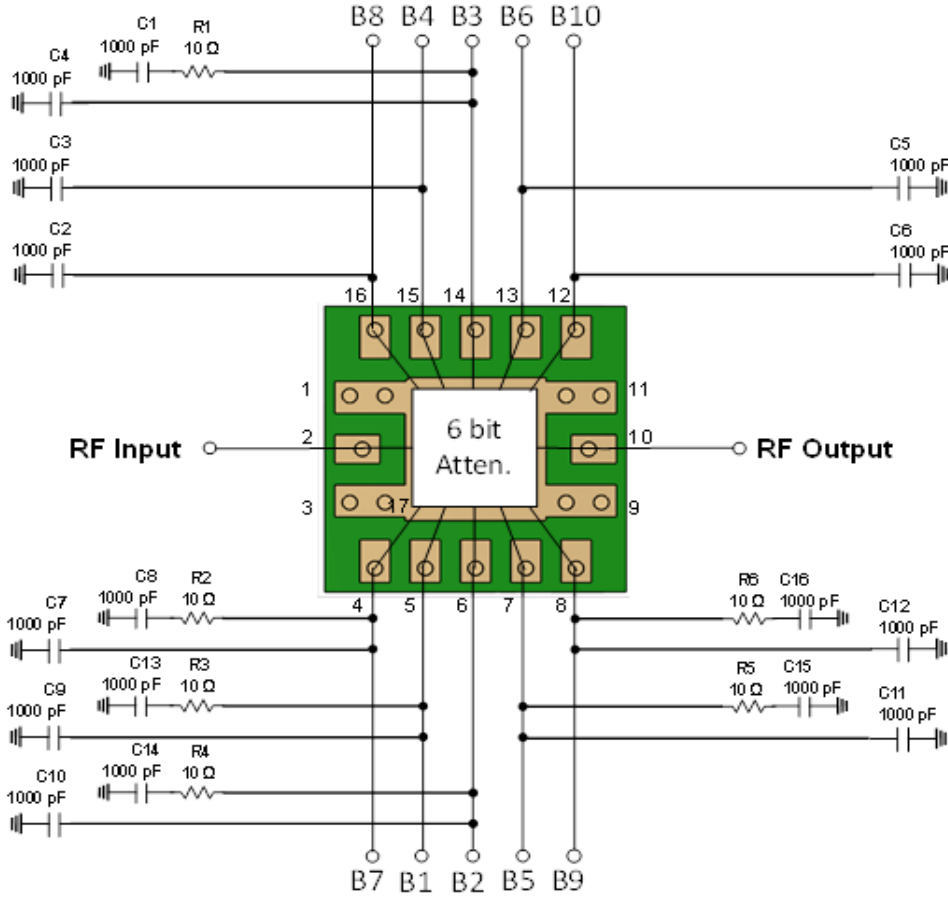 B8 B4 B3 B6 B10
C1
1000 pF
R1
10 Ω
C4
1000 pF
C3
1000 pF
C5
1000 pF
C2
1000 pF
C6
1000 pF
16 15 14 13 12
1 11
RF Input 2 6 bit
Atten. 10 RF Output
3 17 9
4 5 6 7 8
C8
1000 pF
R2
10 Ω
C7
1000 pF
R6
10 Ω
C16
1000 pF
C12
1000 pF
C13
1000 pF
R3
10 Ω
C9
1000 pF
R5
10 Ω
C15
1000 pF
C11
1000 pF
C14
1000 pF
R4
10 Ω
C10
1000 pF
B7 B1 B2 B5 B9